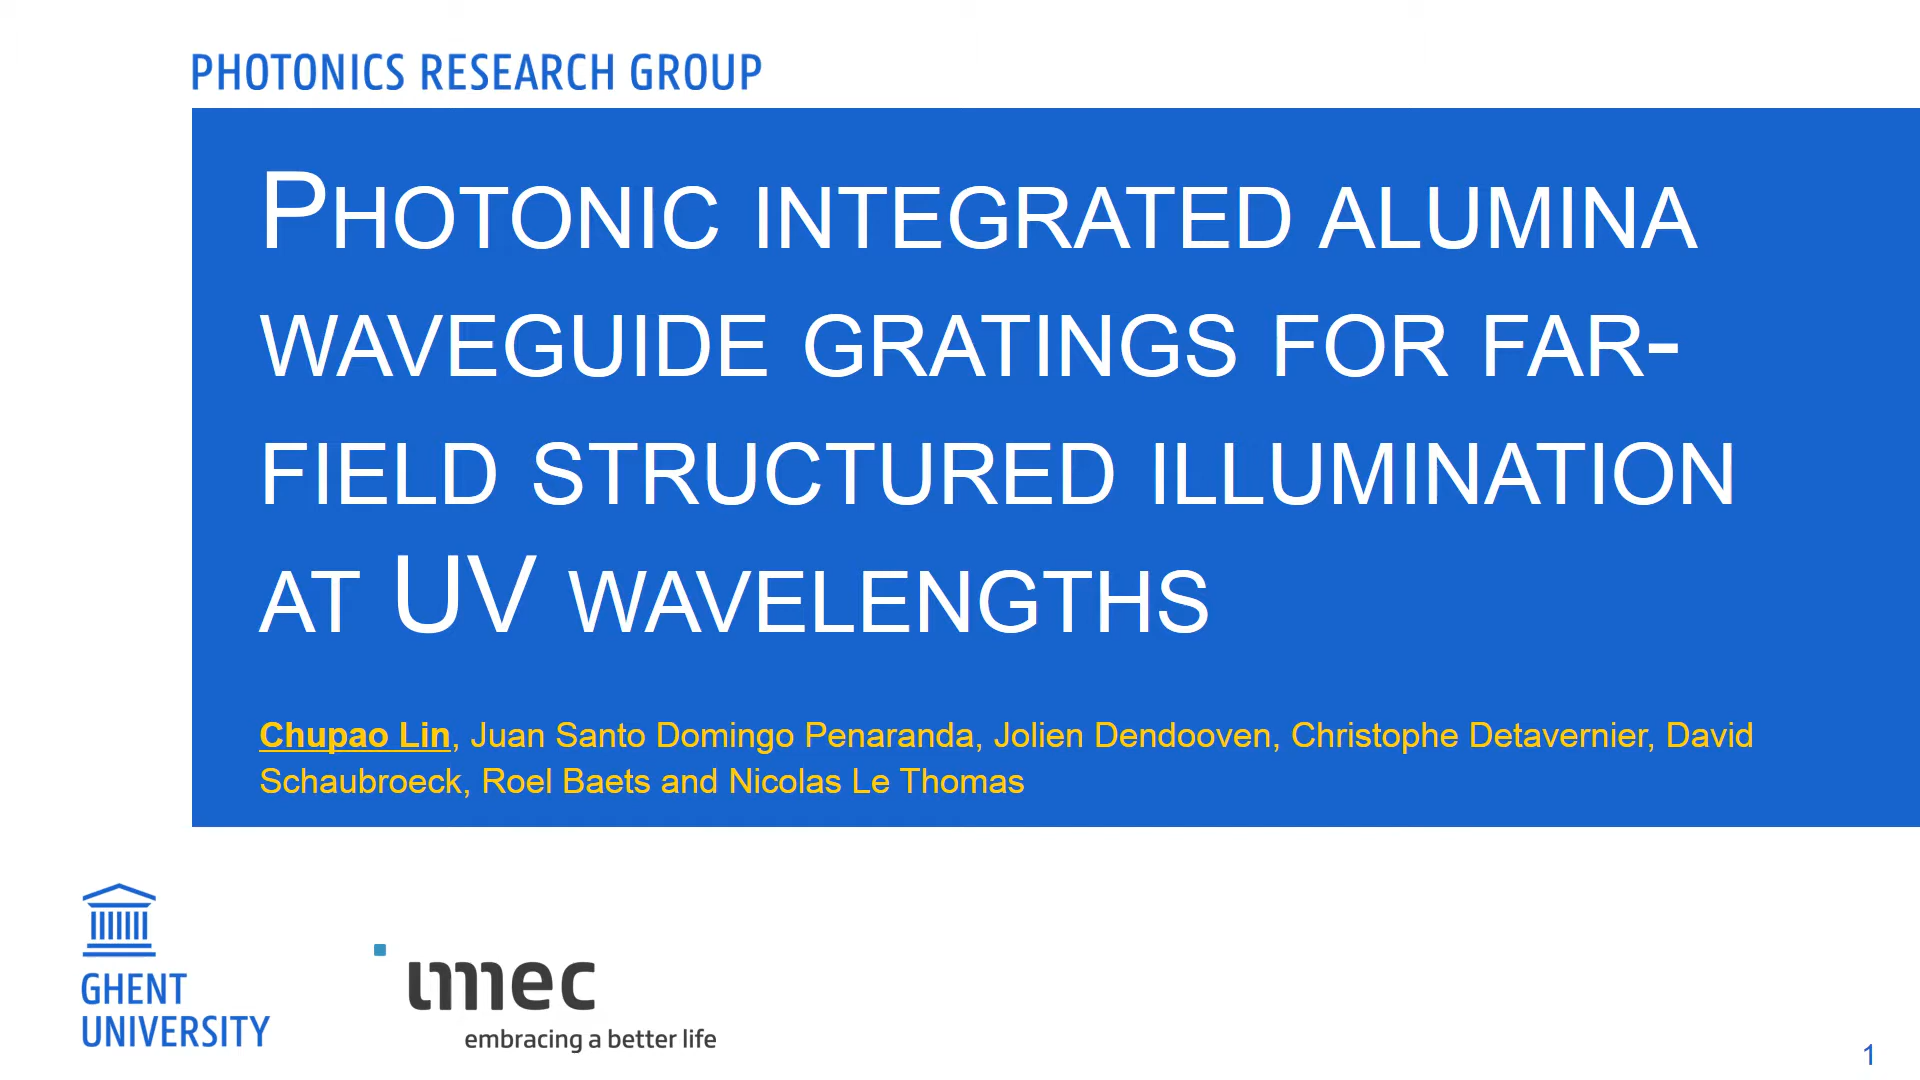 PHOTONICS RESEARCH GROUP
PHOTONIC INTEGRATED ALUMINA
WAVEGUIDE GRATINGS FOR FAR-
FIELD STRUCTURED ILLUMINATION
AT UV WAVELENGTHS
Chupao Lin, Juan Santo Domingo Penaranda, Jolien Dendooven, Christophe Detavernier, David
Schaubroeck, Roel Baets and Nicolas Le Thomas
GHENT
UNIVERSITY
imec
embracing a better life
1